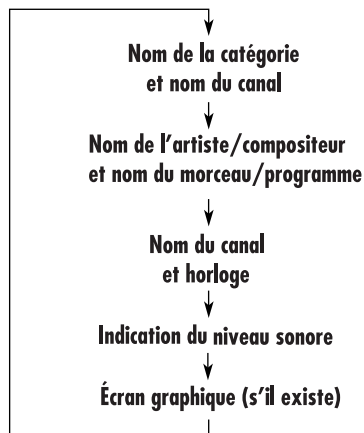 Nom de la catégorie
et nom du canal
Nom de l'artiste/compositeur
et nom du morceau/programme
Nom du canal
et horloge
Indication du niveau sonore
Écran graphique (s'il existe)